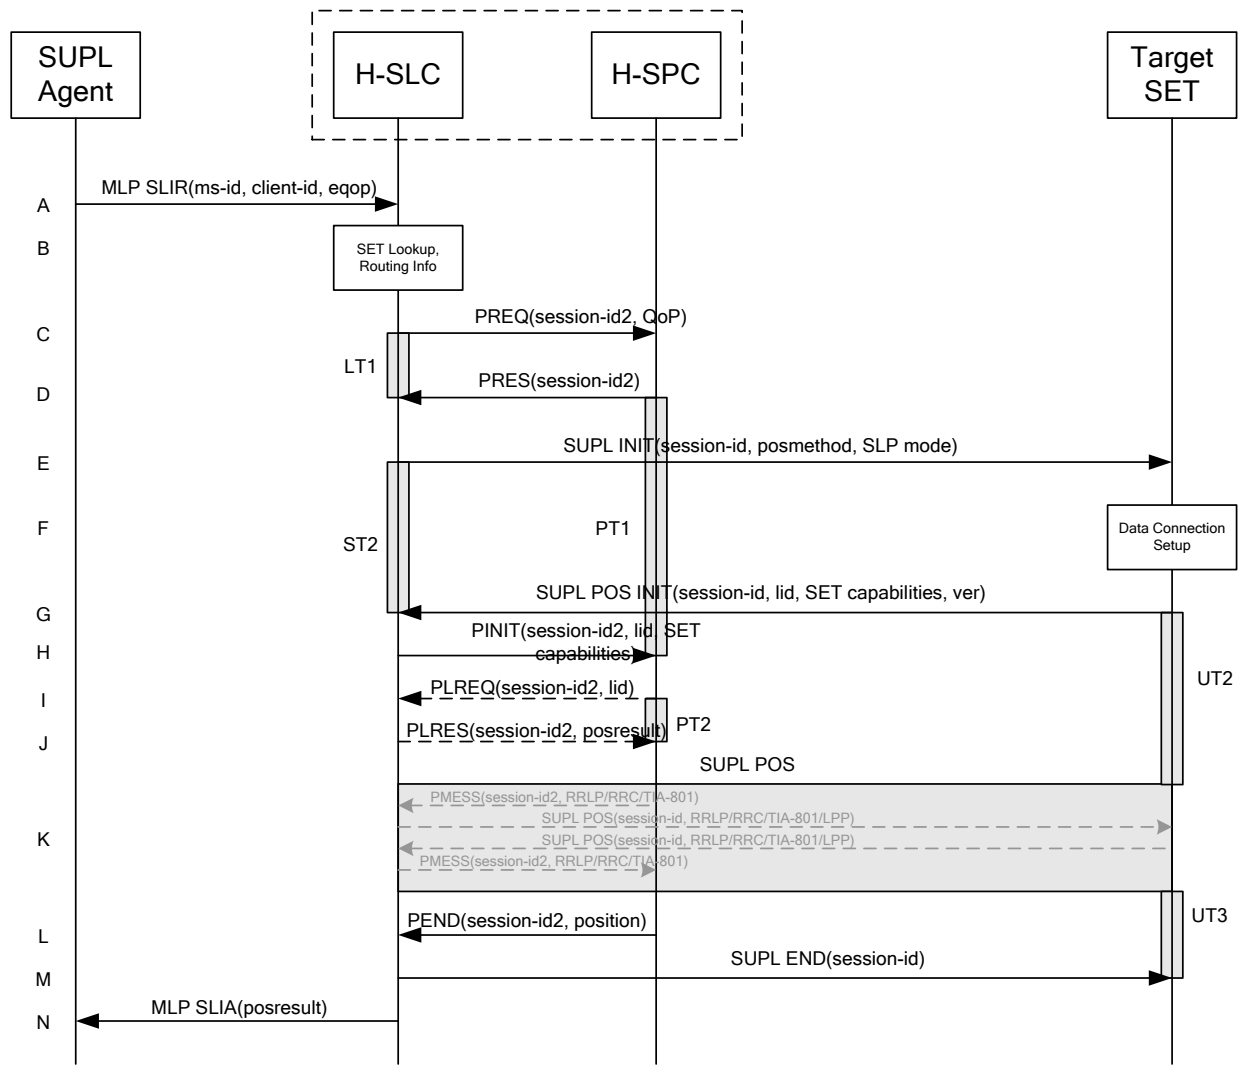 SUPL
Agent
H-SLC
H-SPC
Target
SET
A
MLP SLIR(ms-id, client-id, eqop)
B
SET Lookup,
Routing Info
C
PREQ(session-id2, QoP)
LT1
D
PRES(session-id2)
E
SUPL INIT(session-id, posmethod, SLP mode)
F
ST2
PT1
Data Connection
Setup
G
SUPL POS INIT(session-id, lid, SET capabilities, ver)
H
PINIT(session-id2, lid, SET
capabilities)
I
PLREQ(session-id2, lid)
UT2
J
PLRES(session-id2, posresult)
PT2
SUPL POS
K
PMESS(session-id2, RRLP/RRC/TIA-801)
SUPL POS(session-id, RRLP/RRC/TIA-801/LPP)
SUPL POS(session-id, RRLP/RRC/TIA-801/LPP)
PMESS(session-id2, RRLP/RRC/TIA-801)
UT3
L
PEND(session-id2, position)
M
SUPL END(session-id)
N
MLP SLIA(posresult)